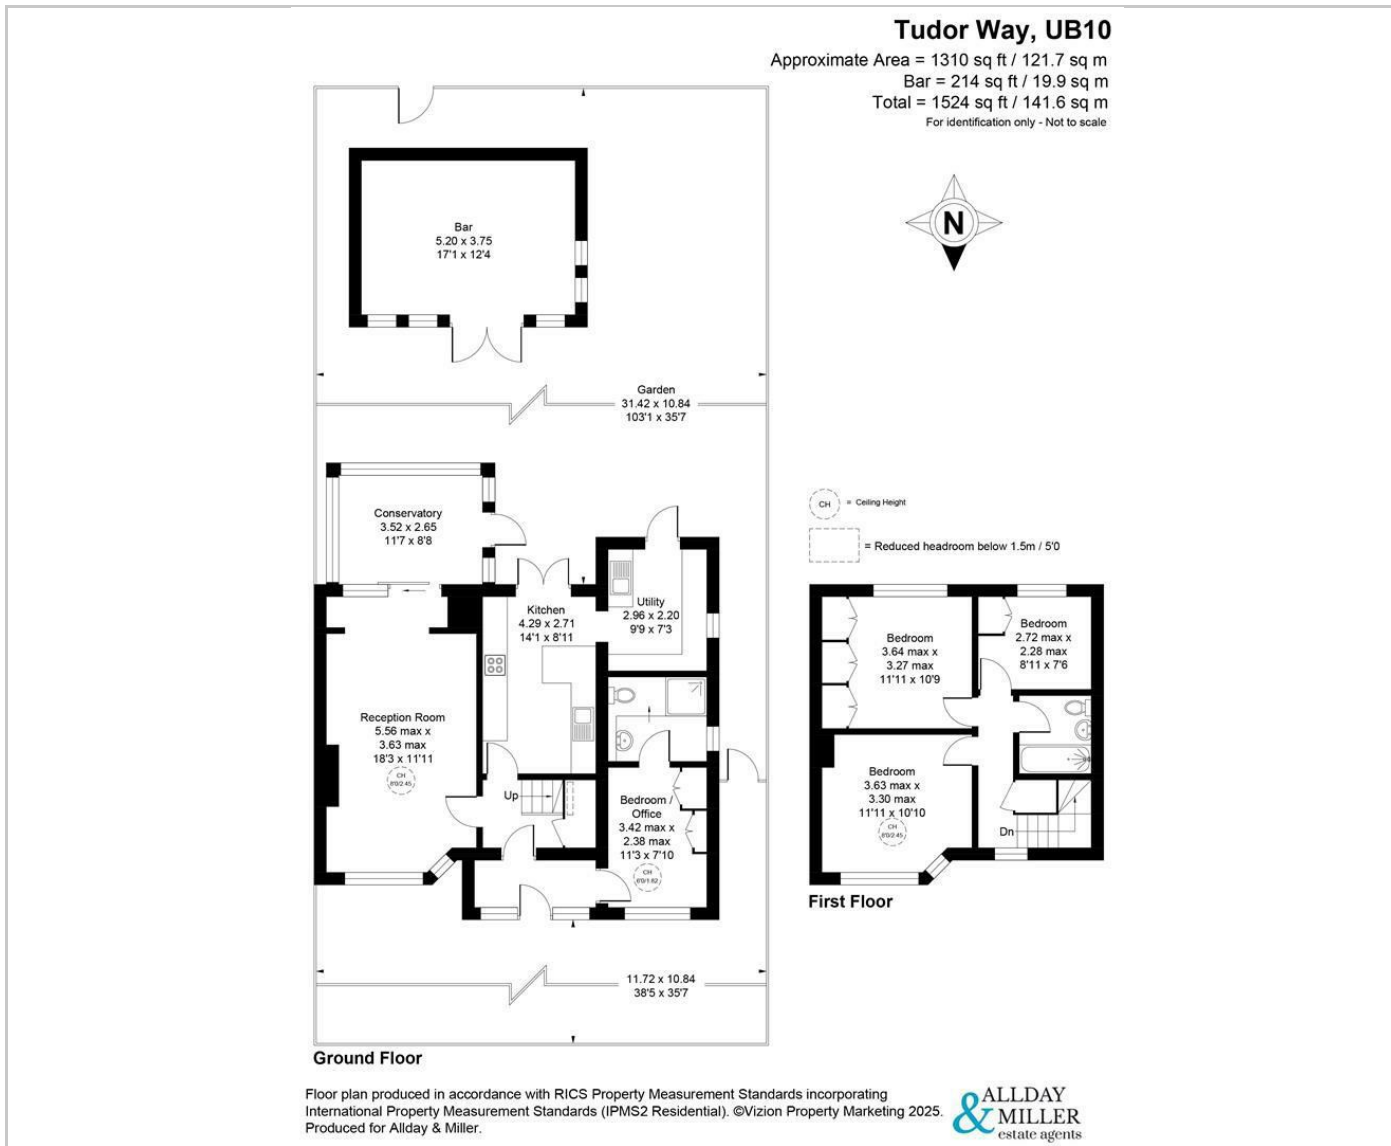 Tudor Way, UB10
Approximate Area = 1310 sq ft / 121.7 sq m
Bar = 214 sq ft / 19.9 sq m
Total = 1524 sq ft / 141.6 sq m
For identification only - Not to scale
N
Bar
5.20 x 3.75
17'1 x 12'4
Garden
31.42 x 10.84
103'1 x 35'7
Conservatory
3.52 x 2.65
11'7 x 8'8
Utility
2.96 x 2.20
9'9 x 7'3
Kitchen
4.29 x 2.71
14'1 x 8'11
Reception Room
5.56 max x
3.63 max
18'3 x 11'11
CH
Up
Bedroom /
Office
3.42 max x
2.38 max
11'3 x 7'10
CH
11.72 x 10.84
38'5 x 35'7
Ground Floor
CH = Ceiling Height
= Reduced headroom below 1.5m / 5'0
Bedroom
3.64 max x
3.27 max
11'11 x 10'9
Bedroom
2.72 max x
2.28 max
8'11 x 7'6
Bedroom
3.63 max x
3.30 max
11'11 x 10'10
CH
Dn
First Floor
Floor plan produced in accordance with RICS Property Measurement Standards incorporating
International Property Measurement Standards (IPMS2 Residential). ©Vizion Property Marketing 2025.
Produced for Allday & Miller.
ALLDAY
& MILLER
estate agents